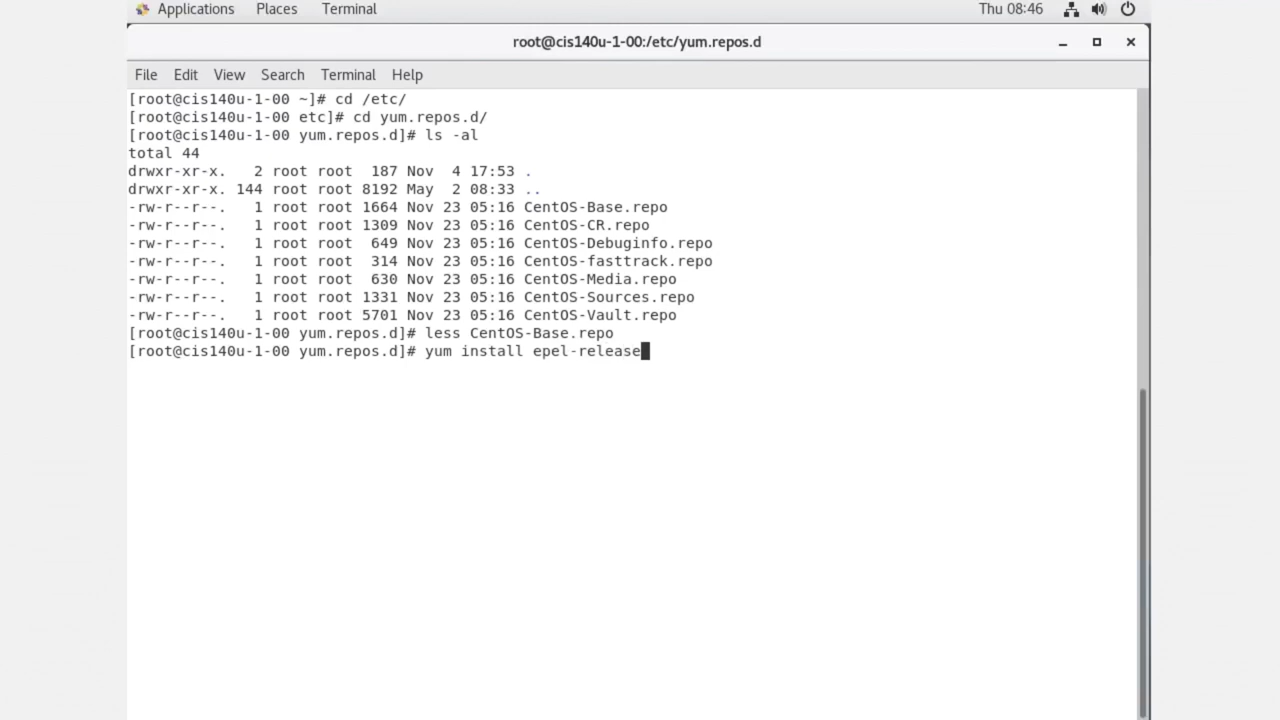 Applications Places Terminal Thu 08:46
root@cis140u-1-00:/etc/yum.repos.d
File Edit View Search Terminal Help
[root@cis140u-1-00 ~]# cd /etc/
[root@cis140u-1-00 etc]# cd yum.repos.d/
[root@cis140u-1-00 yum.repos.d]# ls -al
total 44
drwxr-xr-x.   2 root root  187 Nov  4 17:53 .
drwxr-xr-x. 144 root root 8192 May  2 08:33 ..
-rw-r--r--.   1 root root 1664 Nov 23 05:16 CentOS-Base.repo
-rw-r--r--.   1 root root 1309 Nov 23 05:16 CentOS-CR.repo
-rw-r--r--.   1 root root  649 Nov 23 05:16 CentOS-Debuginfo.repo
-rw-r--r--.   1 root root  314 Nov 23 05:16 CentOS-fasttrack.repo
-rw-r--r--.   1 root root  630 Nov 23 05:16 CentOS-Media.repo
-rw-r--r--.   1 root root 1331 Nov 23 05:16 CentOS-Sources.repo
-rw-r--r--.   1 root root 5701 Nov 23 05:16 CentOS-Vault.repo
[root@cis140u-1-00 yum.repos.d]# less CentOS-Base.repo
[root@cis140u-1-00 yum.repos.d]# yum install epel-release